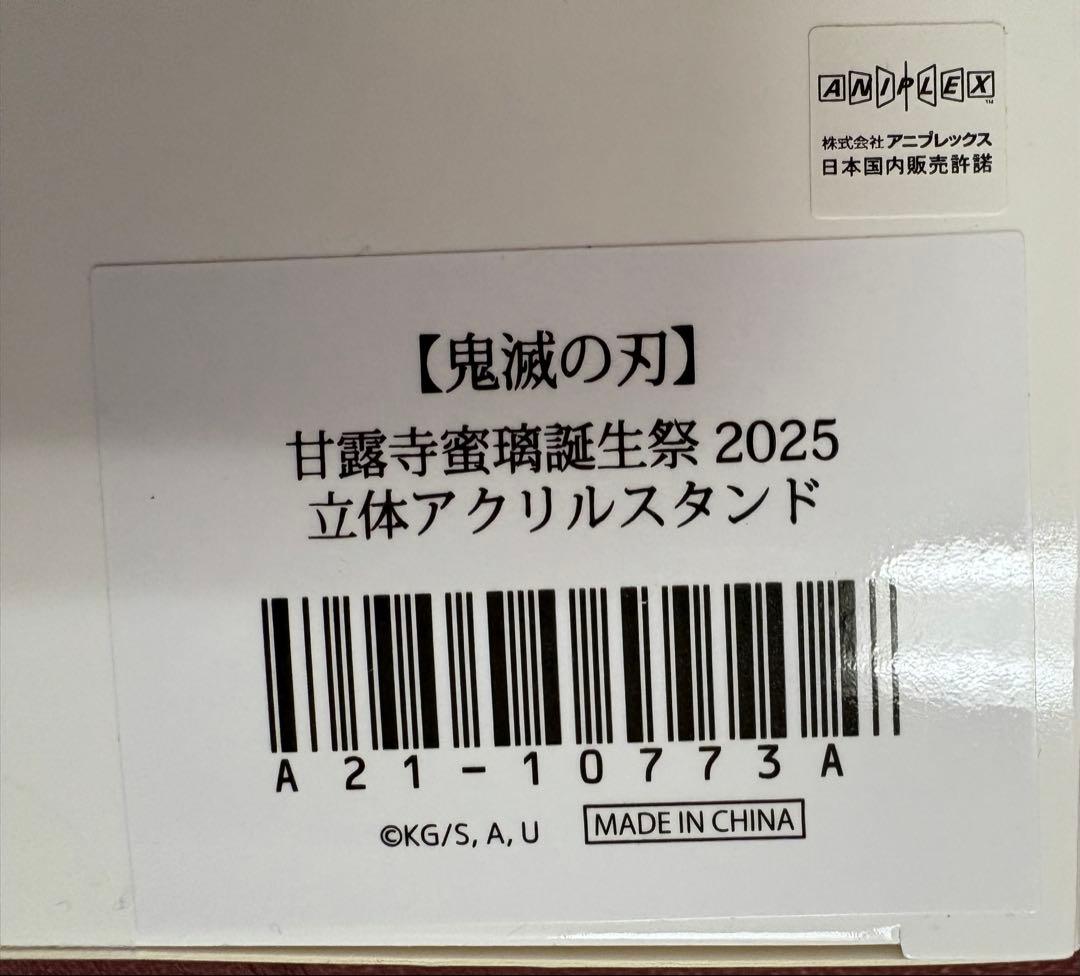 ANIPLEX™
株式会社アニプレックス
日本国内販売許諾
【鬼滅の刃】
甘露寺蜜璃誕生祭 2025
立体アクリルスタンド
A21-10773A
©KG/S, A, U
MADE IN CHINA